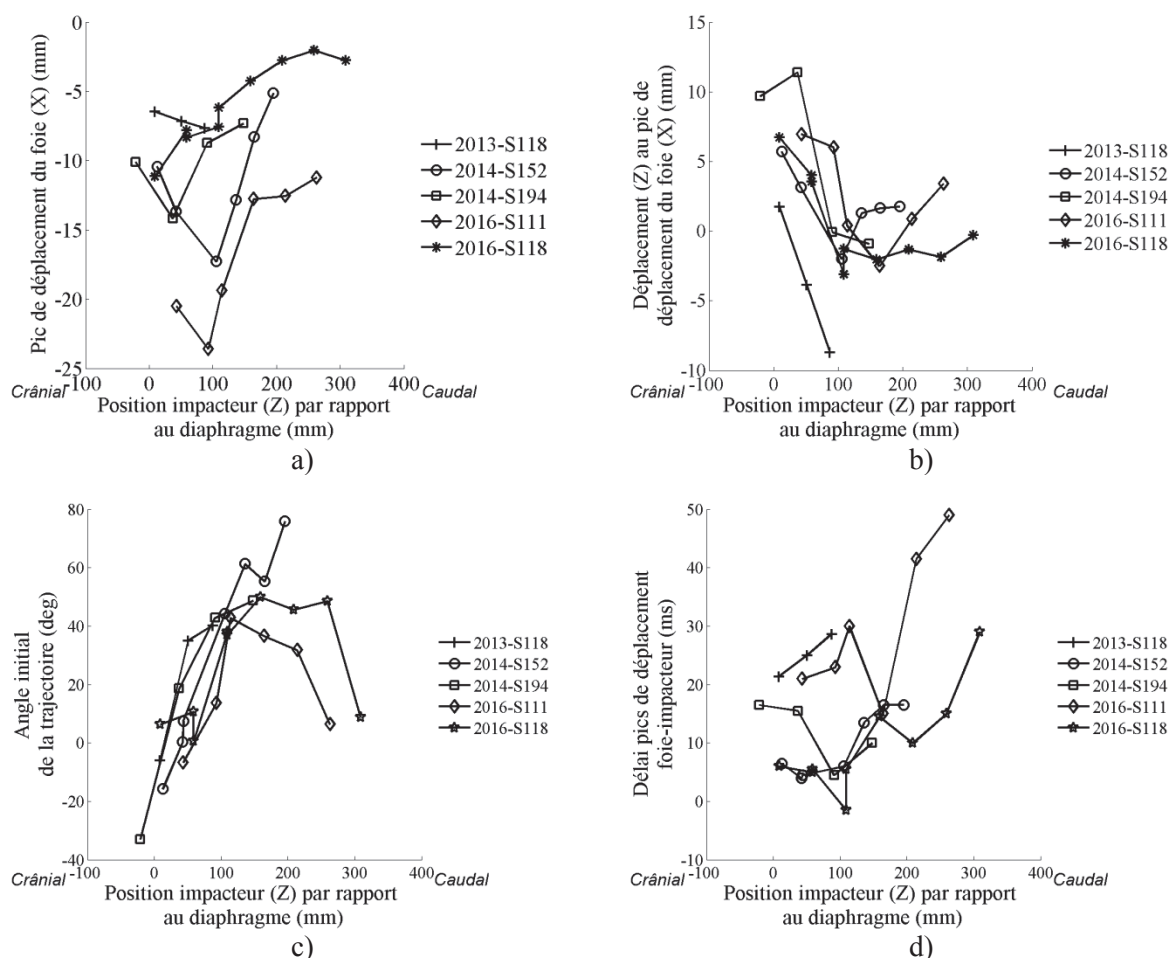 0
-5
-10
-15
-20
-25
Pic de déplacement du foie (X) (mm)
2013-S118
2014-S152
2014-S194
2016-S111
2016-S118
Crânial
-100
0
100
200
300
400
Caudal
Position impacteur (Z) par rapport
au diaphragme (mm)
a)
15
10
5
0
-5
-10
Déplacement (Z) au pic de
déplacement du foie (X) (mm)
2013-S118
2014-S152
2014-S194
2016-S111
2016-S118
Crânial
-100
0
100
200
300
400
Caudal
Position impacteur (Z) par rapport
au diaphragme (mm)
b)
80
60
40
20
0
-20
-40
Angle initial
de la trajectoire (deg)
2013-S118
2014-S152
2014-S194
2016-S111
2016-S118
Crânial
-100
0
100
200
300
400
Caudal
Position impacteur (Z) par rapport
au diaphragme (mm)
c)
50
40
30
20
10
0
-10
Délai pics de déplacement
foie-impacteur (ms)
2013-S118
2014-S152
2014-S194
2016-S111
2016-S118
Crânial
-100
0
100
200
300
400
Caudal
Position impacteur (Z) par rapport
au diaphragme (mm)
d)